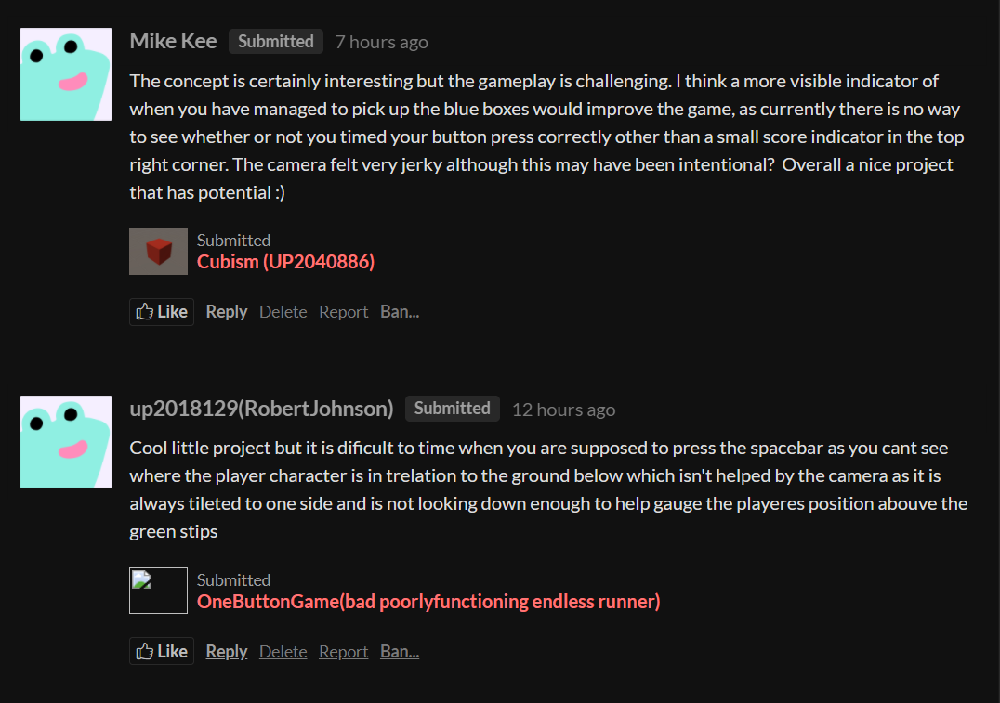 Mike Kee Submitted 7 hours ago
The concept is certainly interesting but the gameplay is challenging. I think a more visible indicator of
when you have managed to pick up the blue boxes would improve the game, as currently there is no way
to see whether or not you timed your button press correctly other than a small score indicator in the top
right corner. The camera felt very jerky although this may have been intentional? Overall a nice project
that has potential :)
Submitted
Cubism (UP2040886)
Like Reply Delete Report Ban...
up2018129(RobertJohnson) Submitted 12 hours ago
Cool little project but it is dificult to time when you are supposed to press the spacebar as you cant see
where the player character is in trelation to the ground below which isn't helped by the camera as it is
always tileted to one side and is not looking down enough to help gauge the playeres position abouve the
green stips
Submitted
OneButtonGame(bad poorlyfunctioning endless runner)
Like Reply Delete Report Ban...